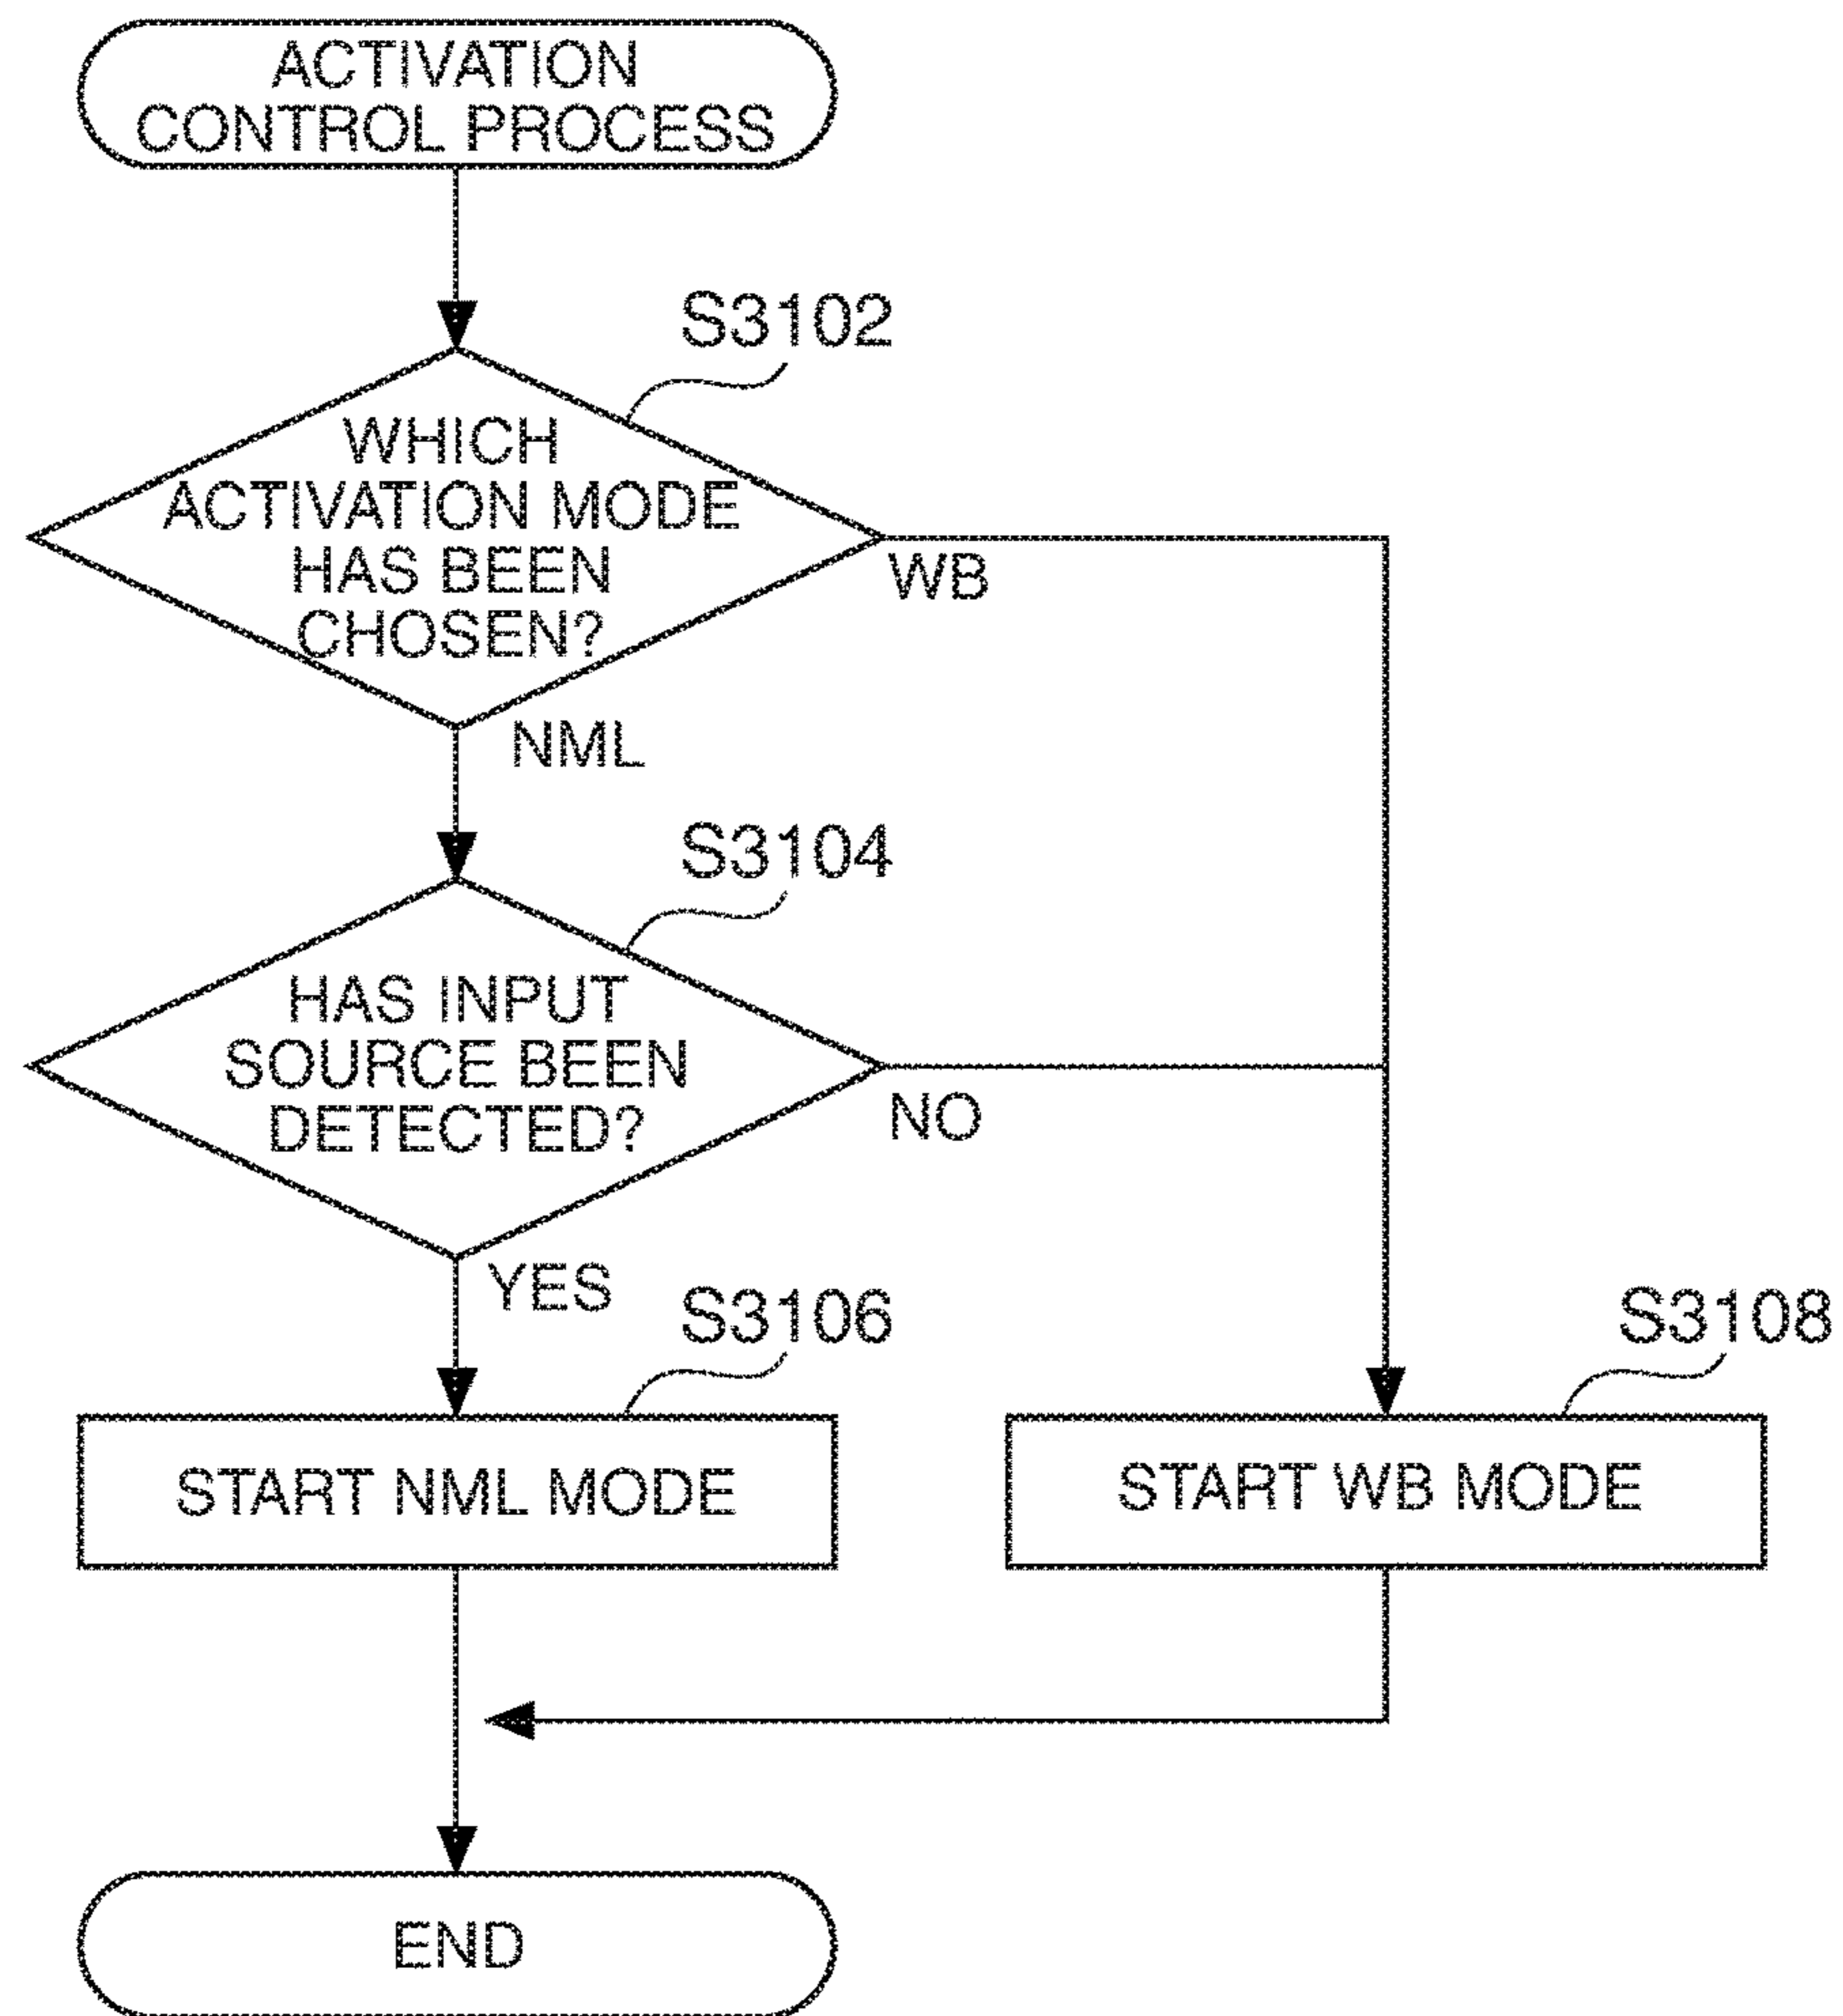 ACTIVATION
CONTROL PROCESS
S3102
WHICH
ACTIVATION MODE
HAS BEEN
CHOSEN?
WB
NML
S3104
HAS INPUT
SOURCE BEEN
DETECTED?
NO
YES
S3106
S3108
START NML MODE
START WB MODE
END